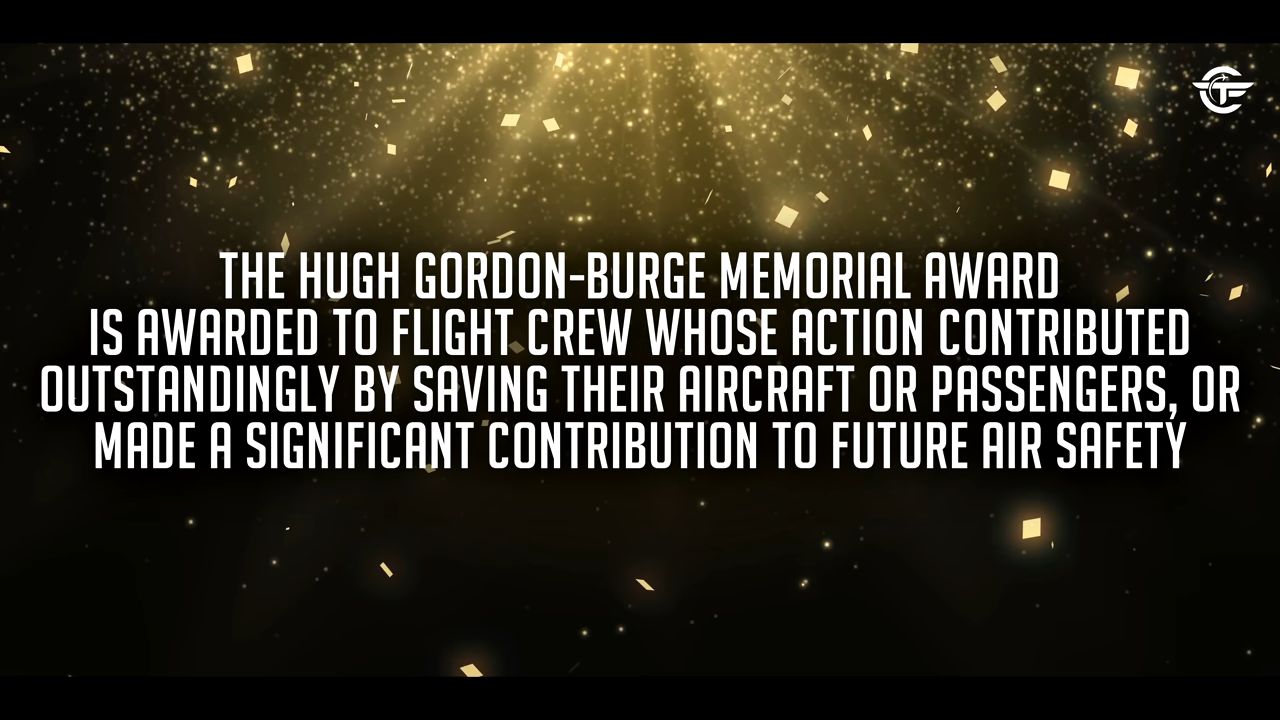 THE HUGH GORDON-BURGE MEMORIAL AWARD
IS AWARDED TO FLIGHT CREW WHOSE ACTION CONTRIBUTED
OUTSTANDINGLY BY SAVING THEIR AIRCRAFT OR PASSENGERS, OR
MADE A SIGNIFICANT CONTRIBUTION TO FUTURE AIR SAFETY